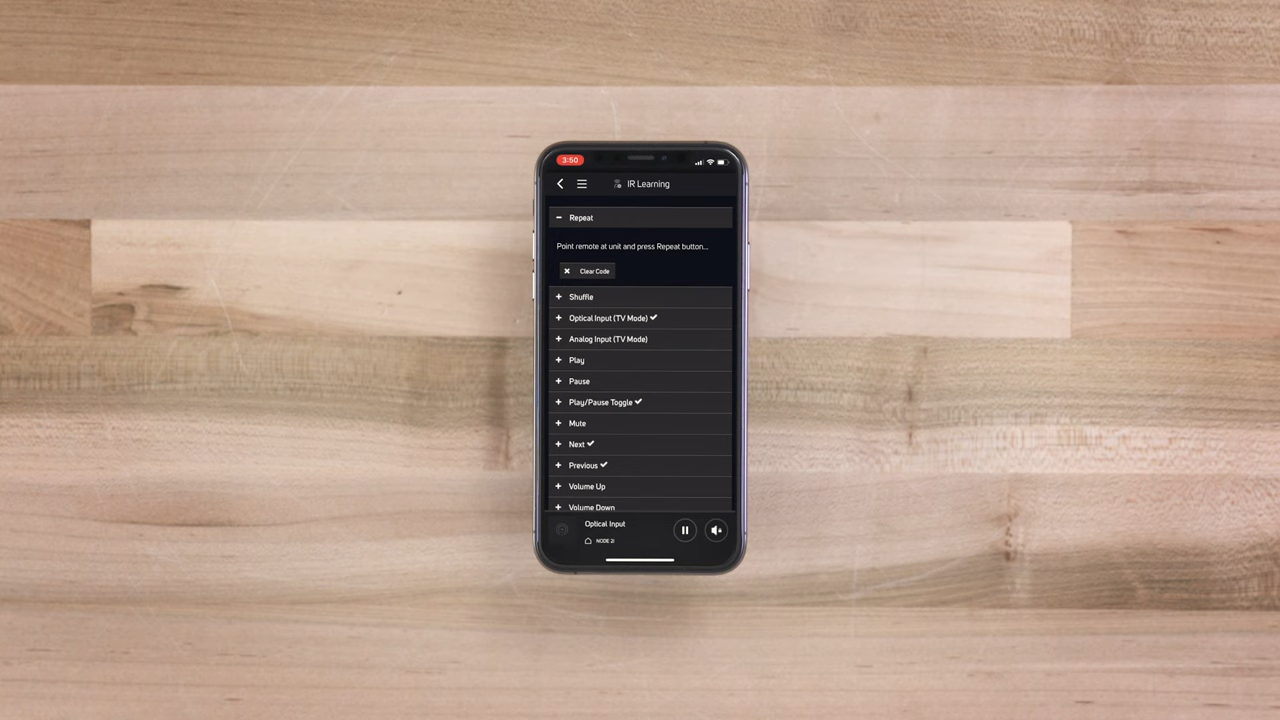 3:50
IR Learning
Repeat
Point remote at unit and press Repeat button...
Clear Code
Shuffle
Optical Input (TV Mode)
Analog Input (TV Mode)
Play
Pause
Play/Pause Toggle
Mute
Next
Previous
Volume Up
Volume Down
Optical Input
NODE 2i